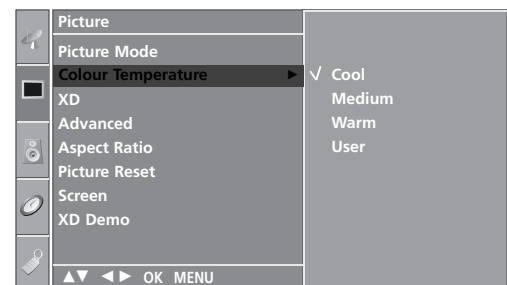 Picture
Picture Mode
Colour Temperature ▶
XD
Advanced
Aspect Ratio
Picture Reset
Screen
XD Demo
▲▼ ◀▶ OK MENU
√ Cool
Medium
Warm
User